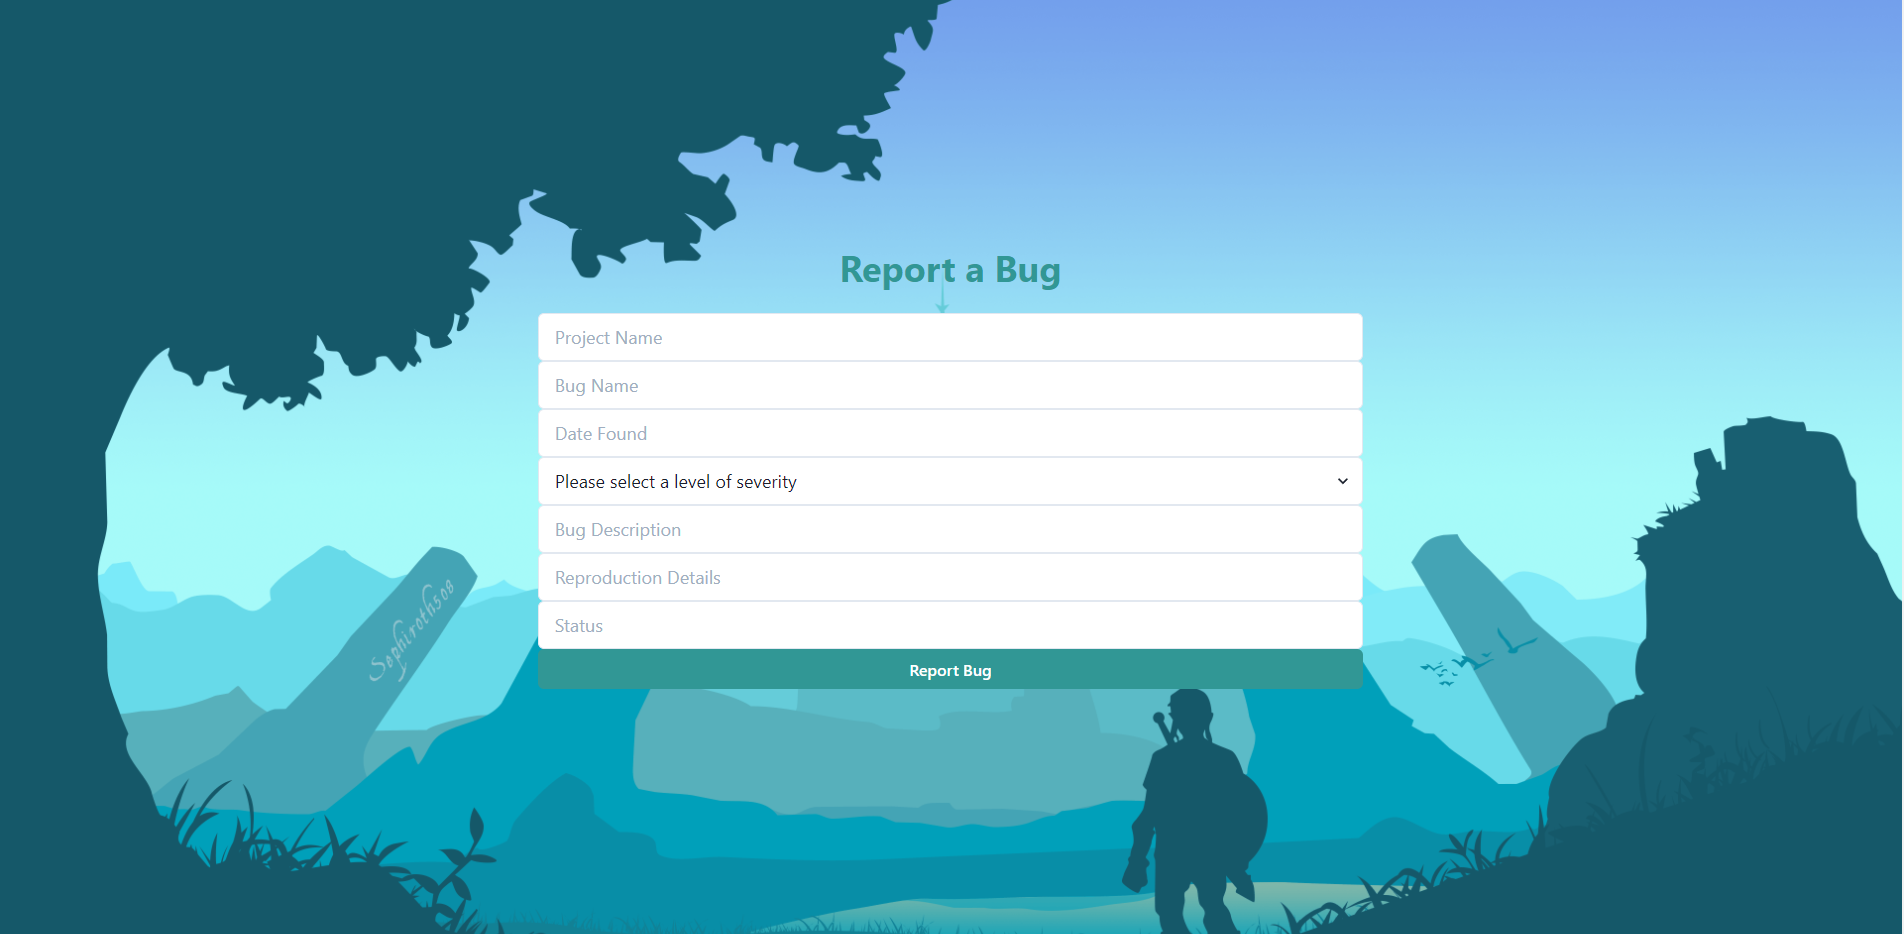 Report a Bug
Project Name
Bug Name
Date Found
Please select a level of severity
Bug Description
Reproduction Details
Sephiroth508
Status
Report Bug